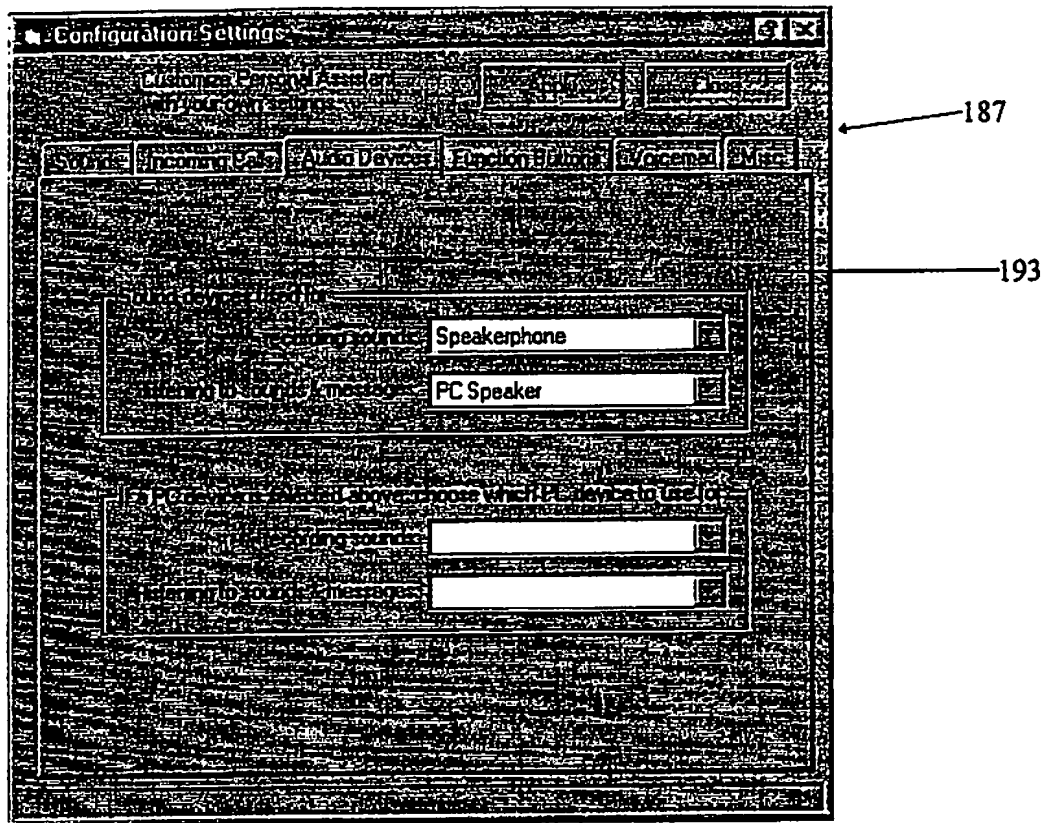 Configuration Settings
Customize Personal Assistant
with your own settings
Apply
Close
187
Sounds
Incoming Calls
Audio Devices
Function Buttons
Voicemail
Misc.
193
Sound devices used for
recording sounds:
Speakerphone
listening to sounds & messages:
PC Speaker
If a PC device is selected above, choose which PC device to use for
recording sounds:
listening to sounds & messages: